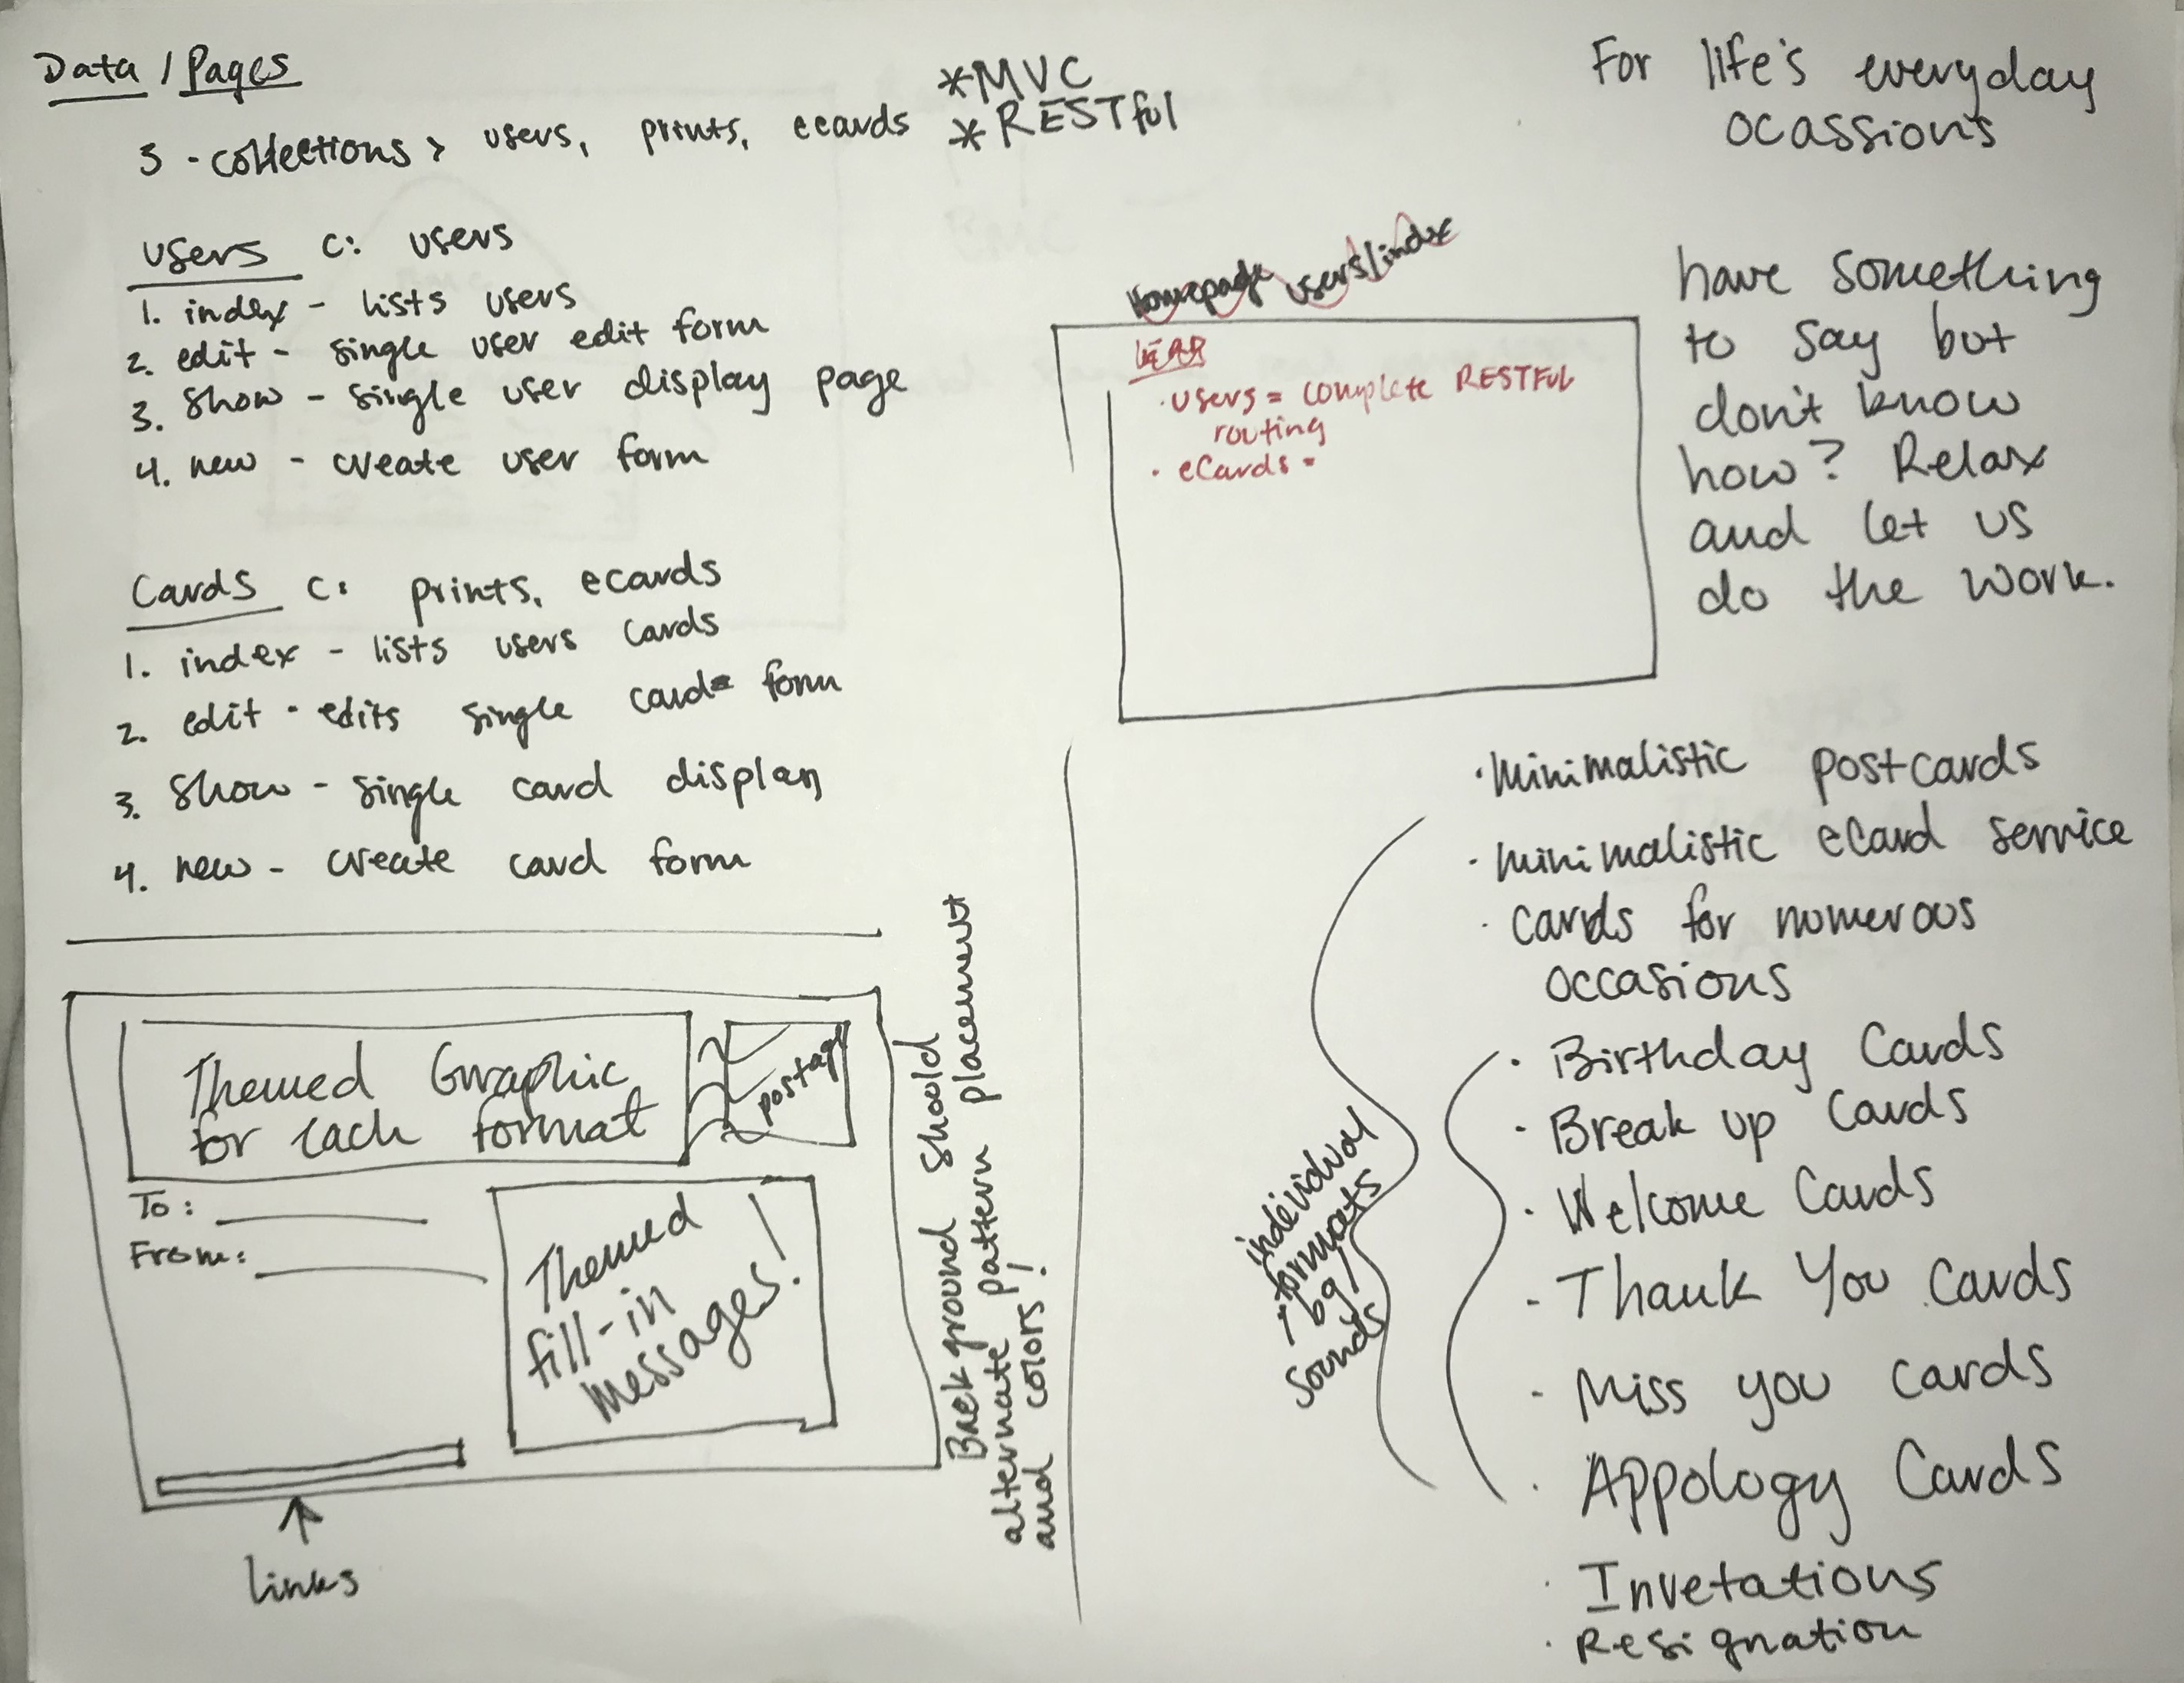 Data / Pages
3 - collections > users, prints, ecards
*MVC
*RESTful
users c: users
1. index - lists users
2. edit - single user edit form
3. show - single user display page
4. new - create user form
Cards c: prints, ecards
1. index - lists users cards
2. edit - edits single card form
3. show - single card display
4. new - create card form
Themed Graphic
for each format
postage
To:
From:
Themed
fill-in
messages!
links
Background should
alternate pattern placement
and colors!
For life's everyday
ocassions
have something
to say but
don't know
how? Relax
and let us
do the work.
Homepage users/index
• users = complete RESTFUL
routing
• eCards =
• minimalistic postcards
• minimalistic ecard service
• cards for numerous
occasions
• Birthday Cards
• Break up Cards
• Welcome Cards
- Thank You cards
- Miss you cards
• Appology Cards
• Invetations
• Resignation
individual
formats
/ bg/
sounds